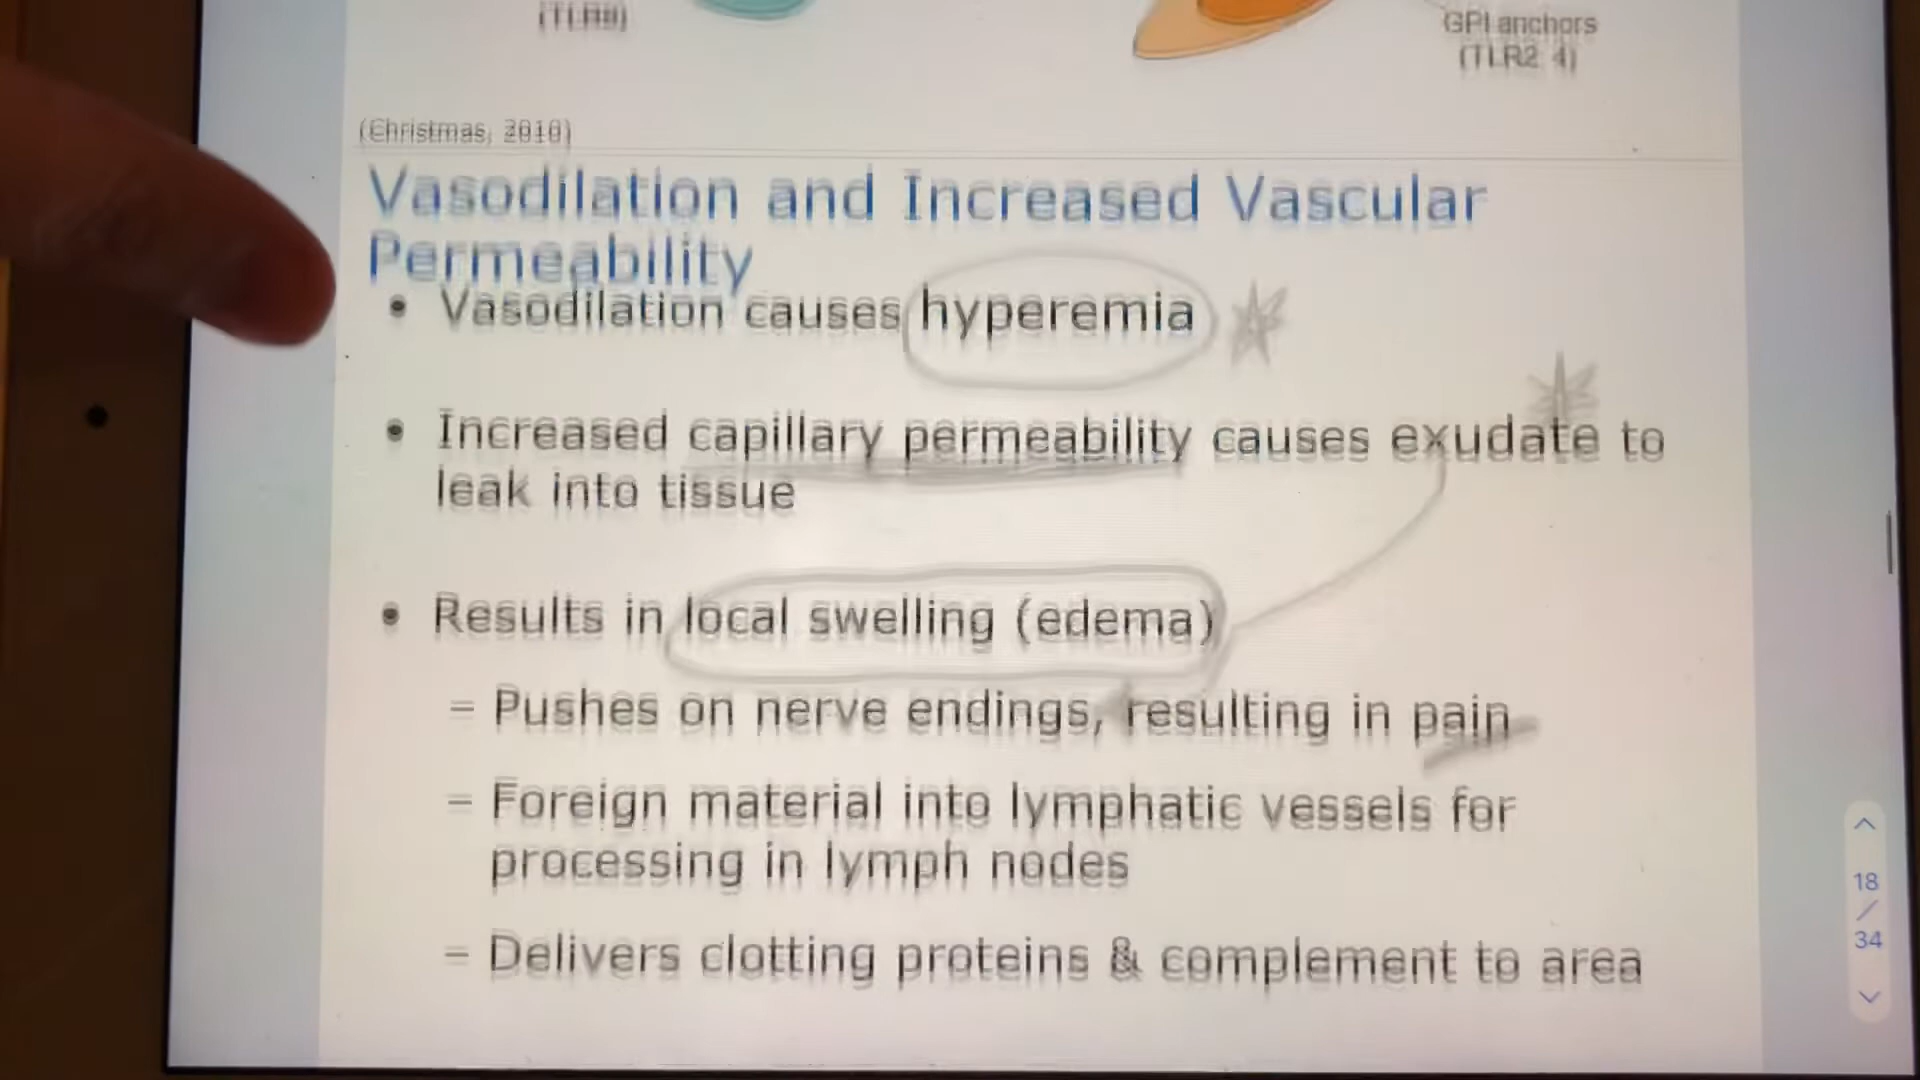 (TLR8)
GPI anchors
(TLR2, 4)
(Christmas, 2010)
Vasodilation and Increased Vascular
Permeability
• Vasodilation causes hyperemia
• Increased capillary permeability causes exudate to
leak into tissue
• Results in local swelling (edema)
– Pushes on nerve endings, resulting in pain
– Foreign material into lymphatic vessels for
processing in lymph nodes
– Delivers clotting proteins & complement to area
18
/
34